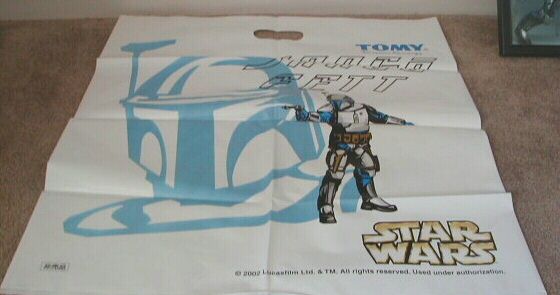 TOMY
JANGO
FETT
STAR
WARS
© 2002 Lucasfilm Ltd. & TM. All rights reserved. Used under authorization.